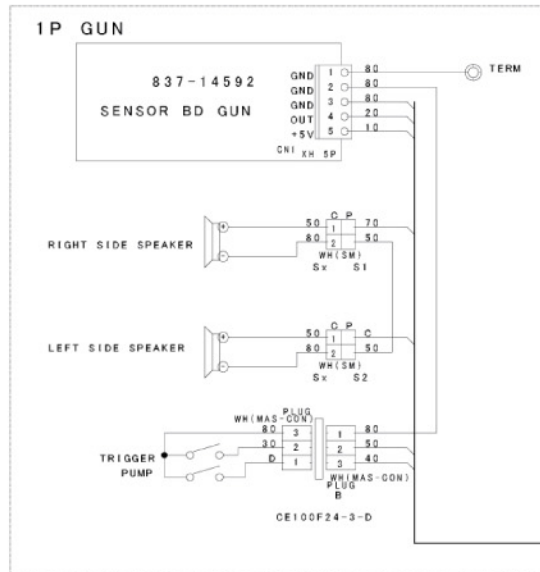 1P GUN
837-14592
SENSOR BD GUN
GND 1 80 TERM
GND 2 80
GND 3 80
OUT 4 20
+5V 5 10
CN1 XH 5P
RIGHT SIDE SPEAKER
+
-
C P
50 1 70
80 2 50
WH(SM)
Sx S1
LEFT SIDE SPEAKER
+
-
C P
50 1 C
80 2 50
WH(SM)
Sx S2
TRIGGER
PUMP
PLUG
WH(MAS-CON)
80 3 1 80
30 2 2 50
D 1 3 40
WH(MAS-CON)
PLUG
B
CE100F24-3-D